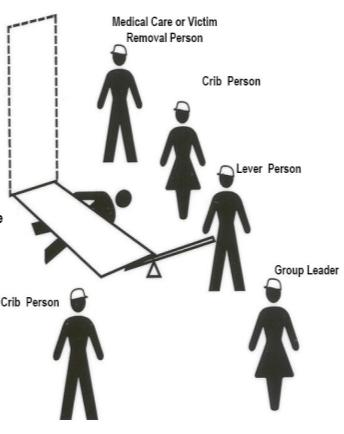 Medical Care or Victim
Removal Person
Crib Person
Lever Person
e
Group Leader
Crib Person